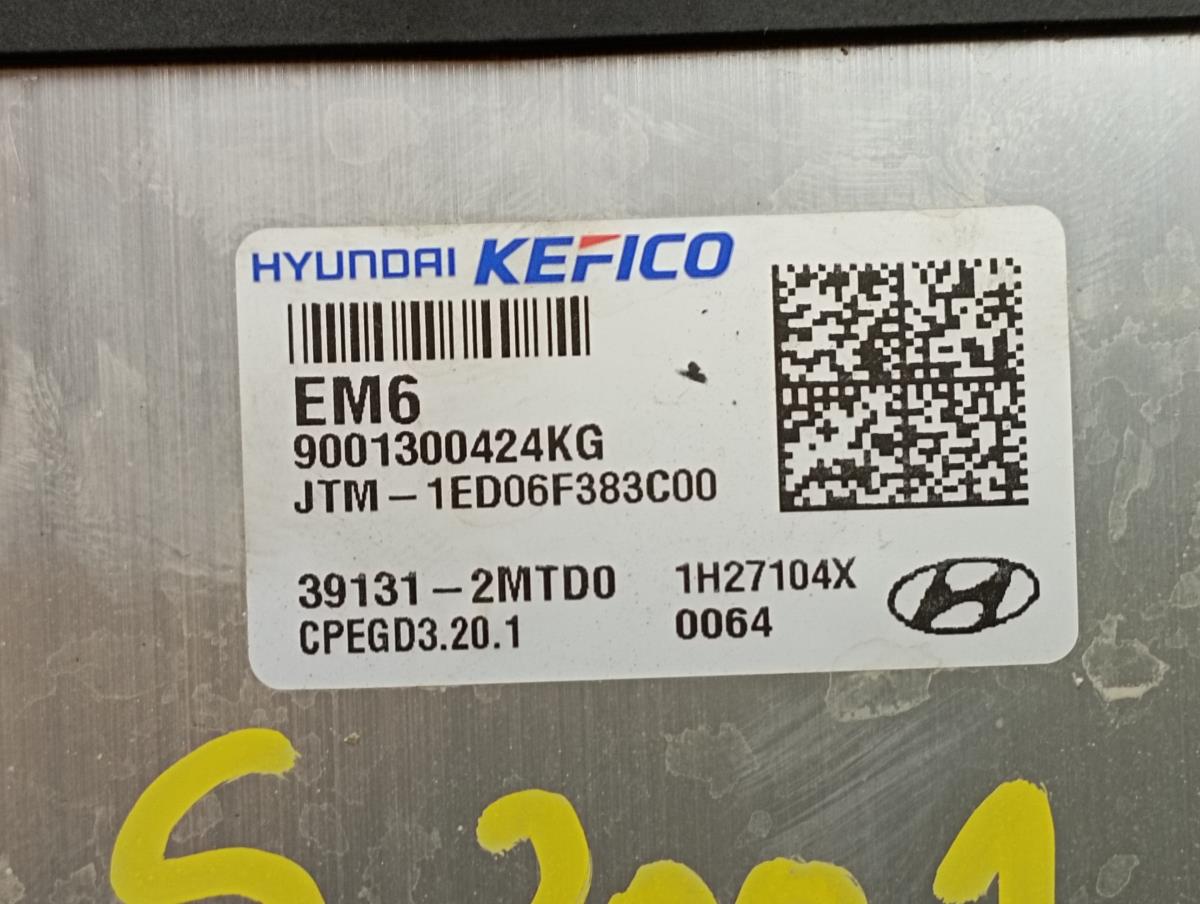 HYUNDAI KEFICO
EM6
9001300424KG
JTM-1ED06F383C00
39131-2MTD0 1H27104X
CPEGD3.20.1 0064